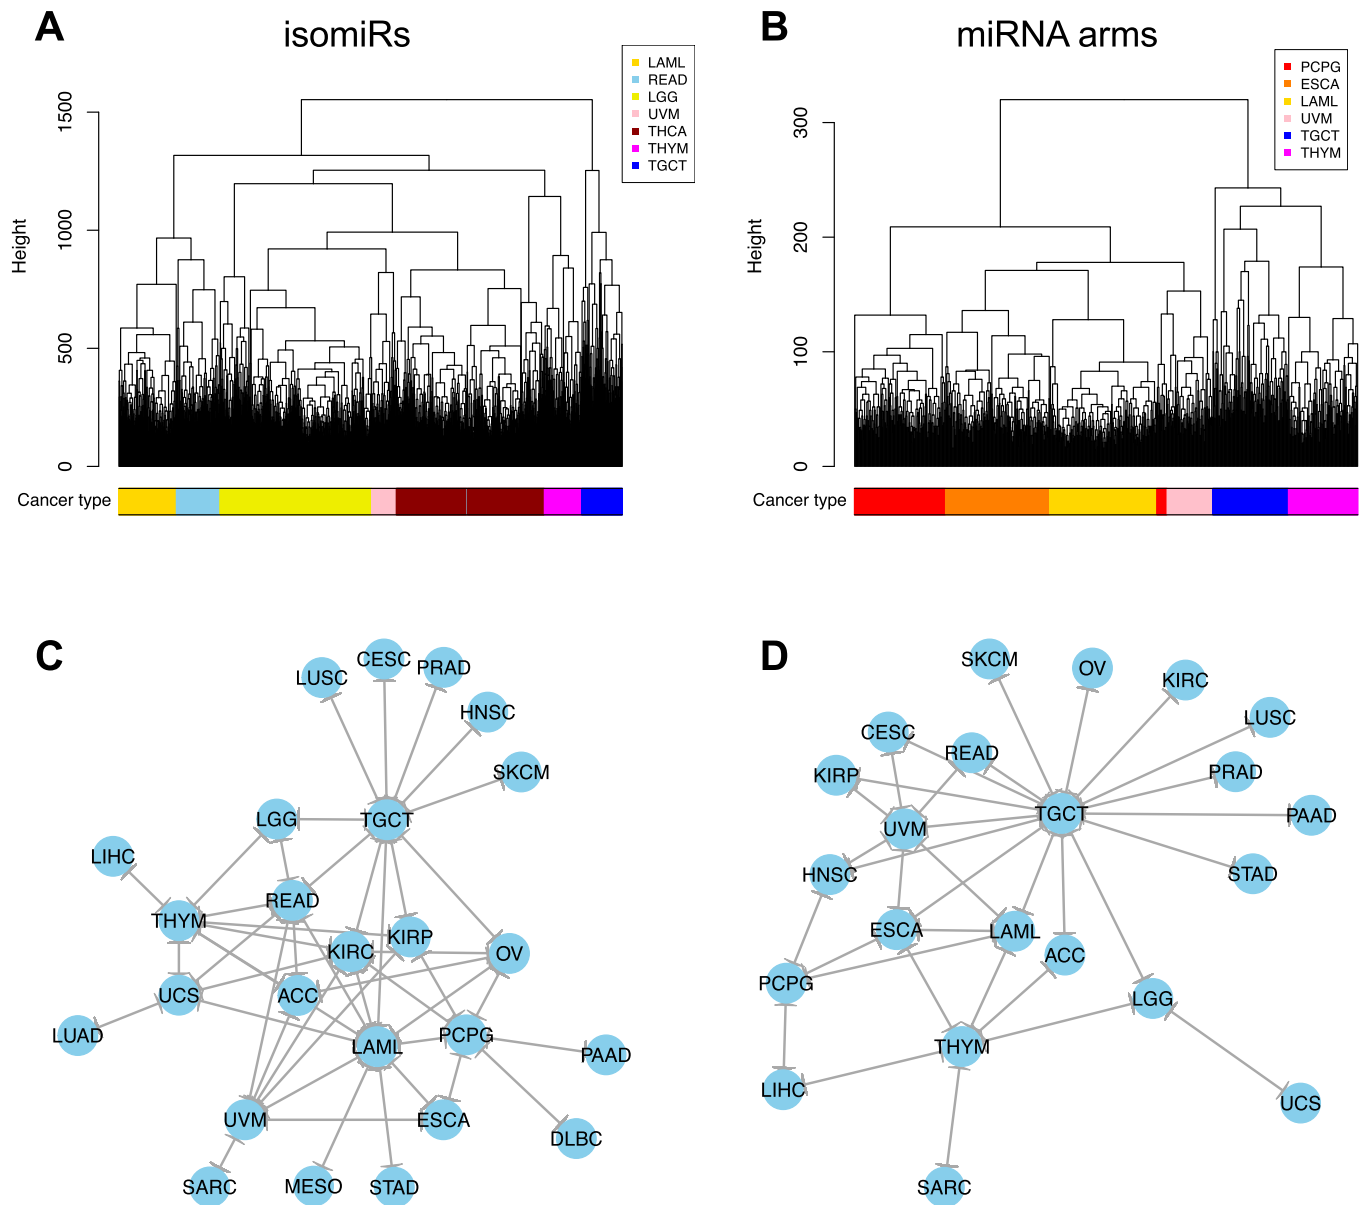 A
isomiRs
LAML
READ
LGG
UVM
THCA
THYM
TGCT
Height
1500
1000
500
0
Cancer type
B
miRNA arms
PCPG
ESCA
LAML
UVM
TGCT
THYM
Height
300
200
100
0
Cancer type
C
CESC
PRAD
LUSC
HNSC
SKCM
LGG
TGCT
LIHC
READ
THYM
KIRP
KIRC
OV
UCS
ACC
LUAD
PCPG
LAML
PAAD
UVM
ESCA
DLBC
SARC
MESO
STAD
D
SKCM
OV
KIRC
LUSC
CESC
READ
KIRP
PRAD
TGCT
PAAD
UVM
HNSC
STAD
ESCA
LAML
ACC
PCPG
LGG
THYM
LIHC
UCS
SARC